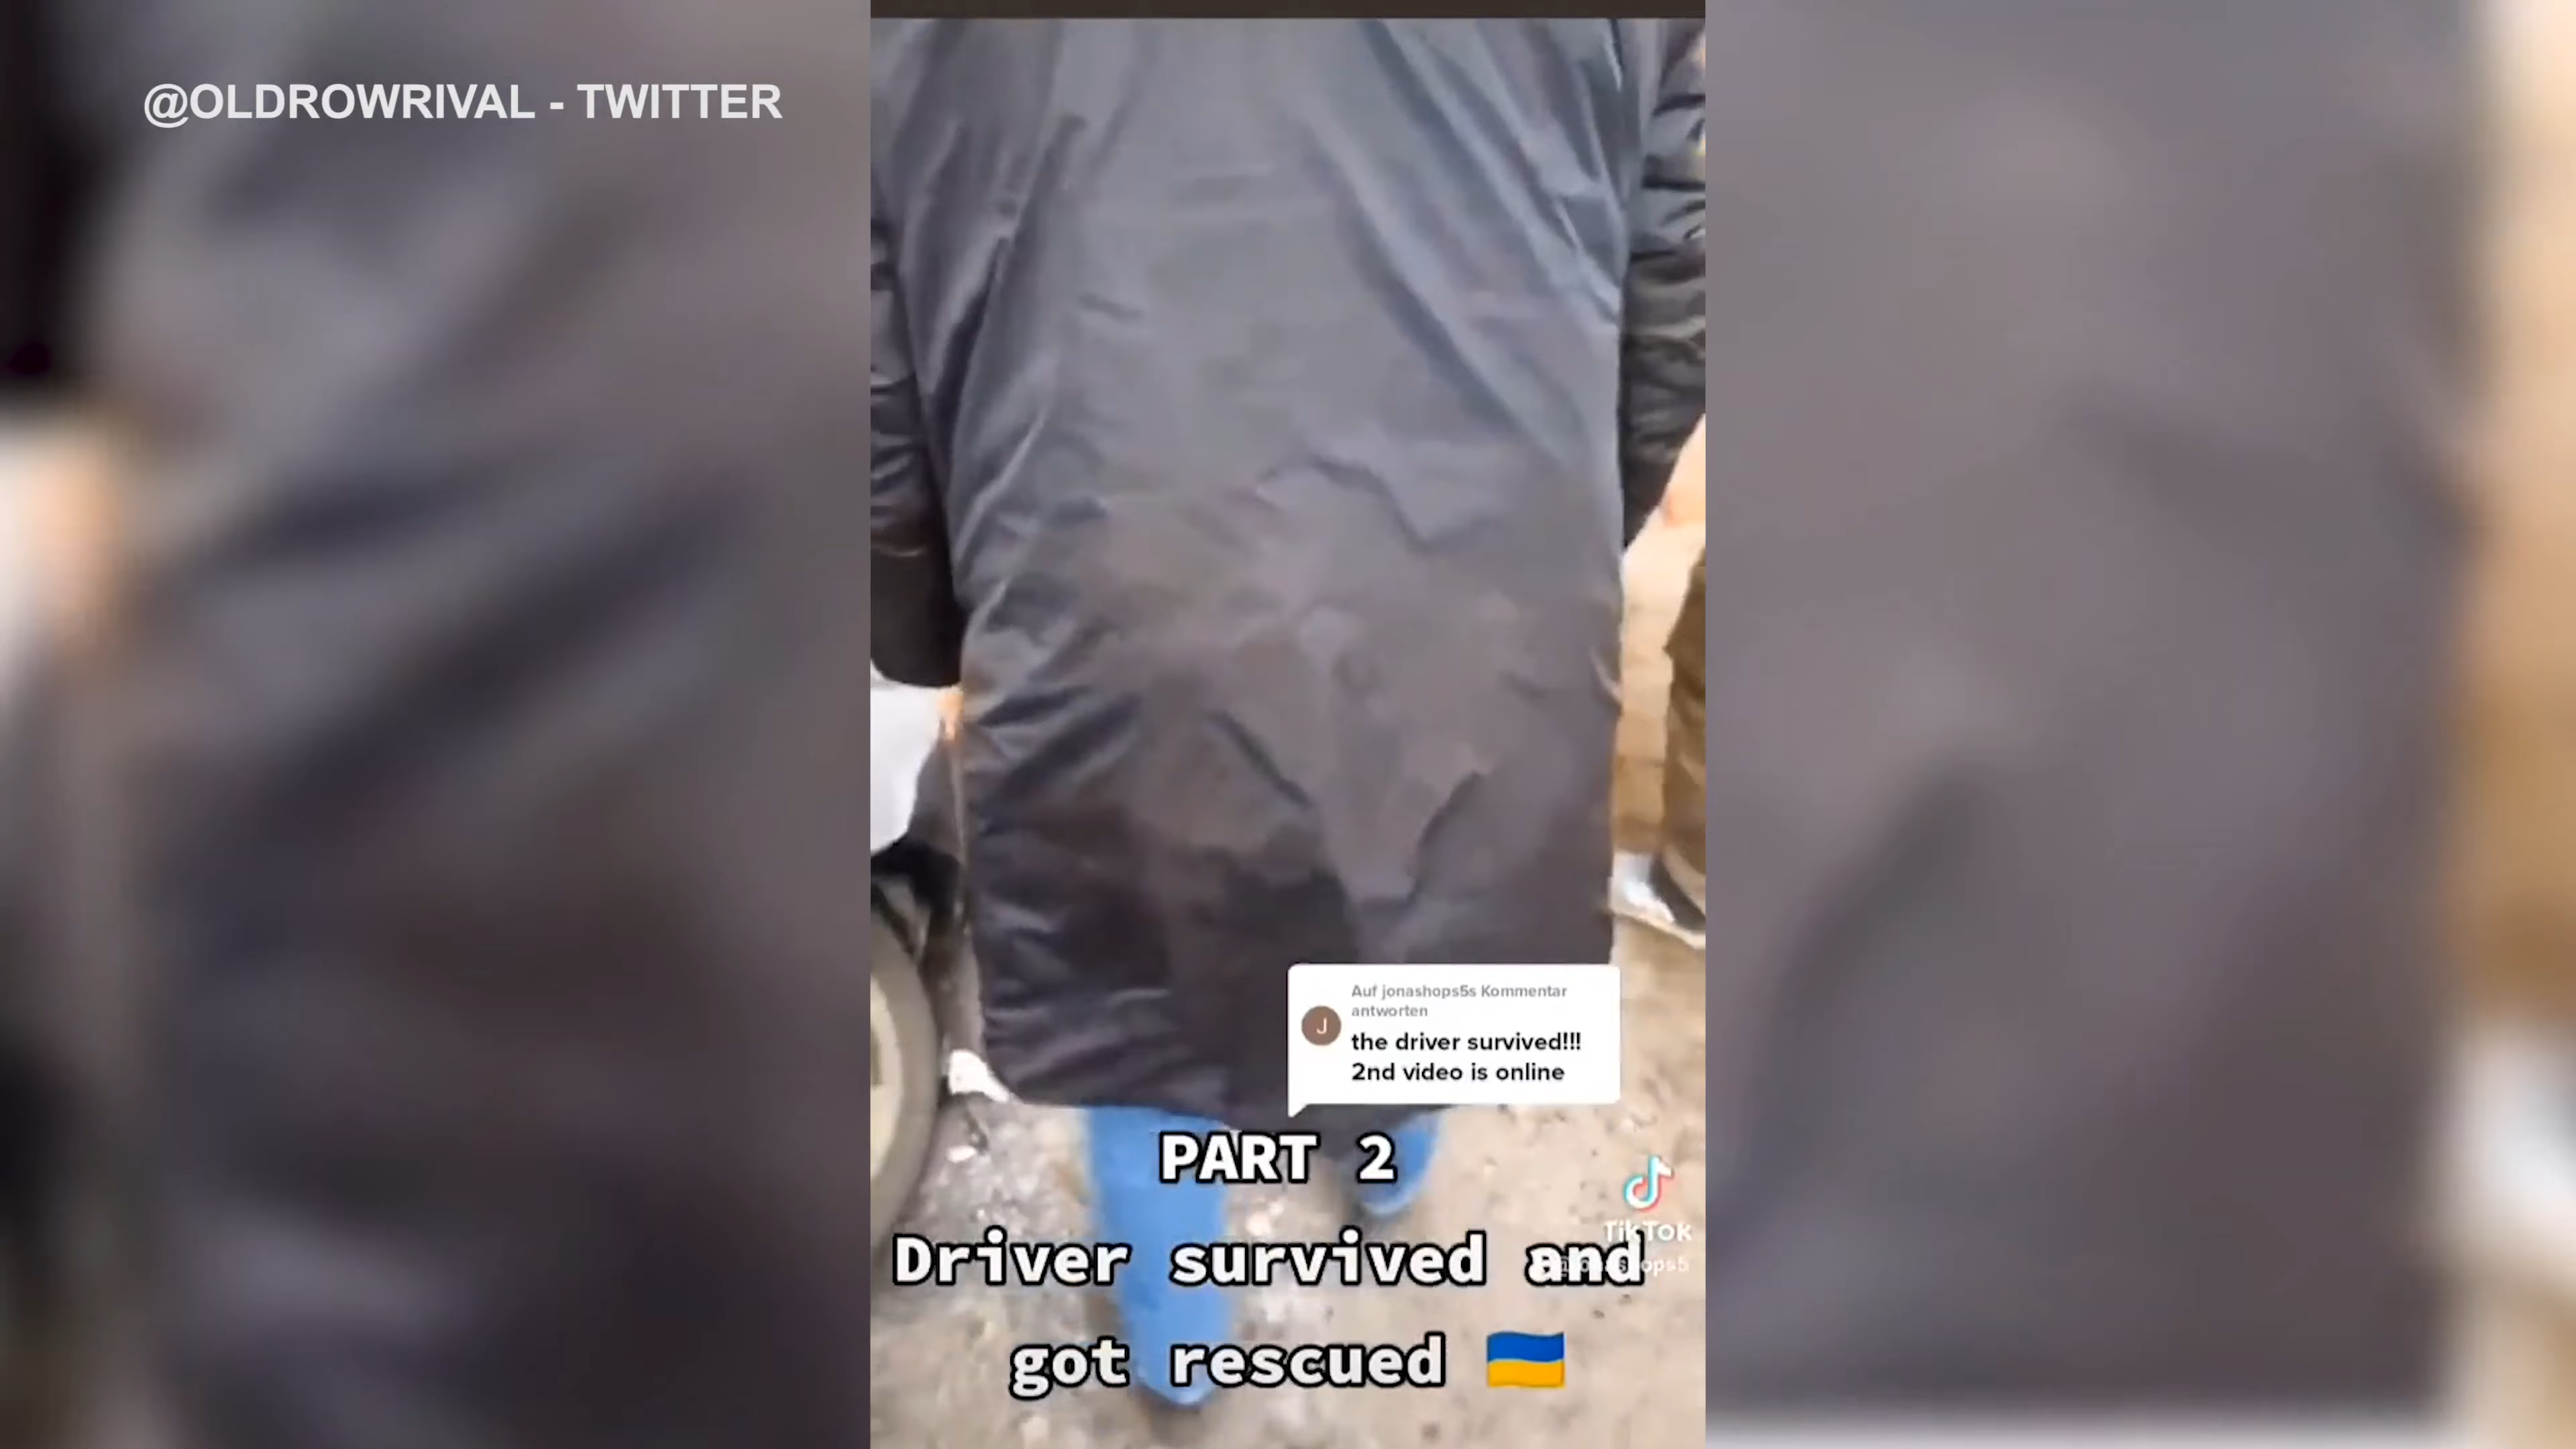 @OLDROWRIVAL - TWITTER
Auf jonashops5s Kommentar
antworten
J
the driver survived!!!
2nd video is online
PART 2
TikTok
Driver survived and
@jonashops5
got rescued